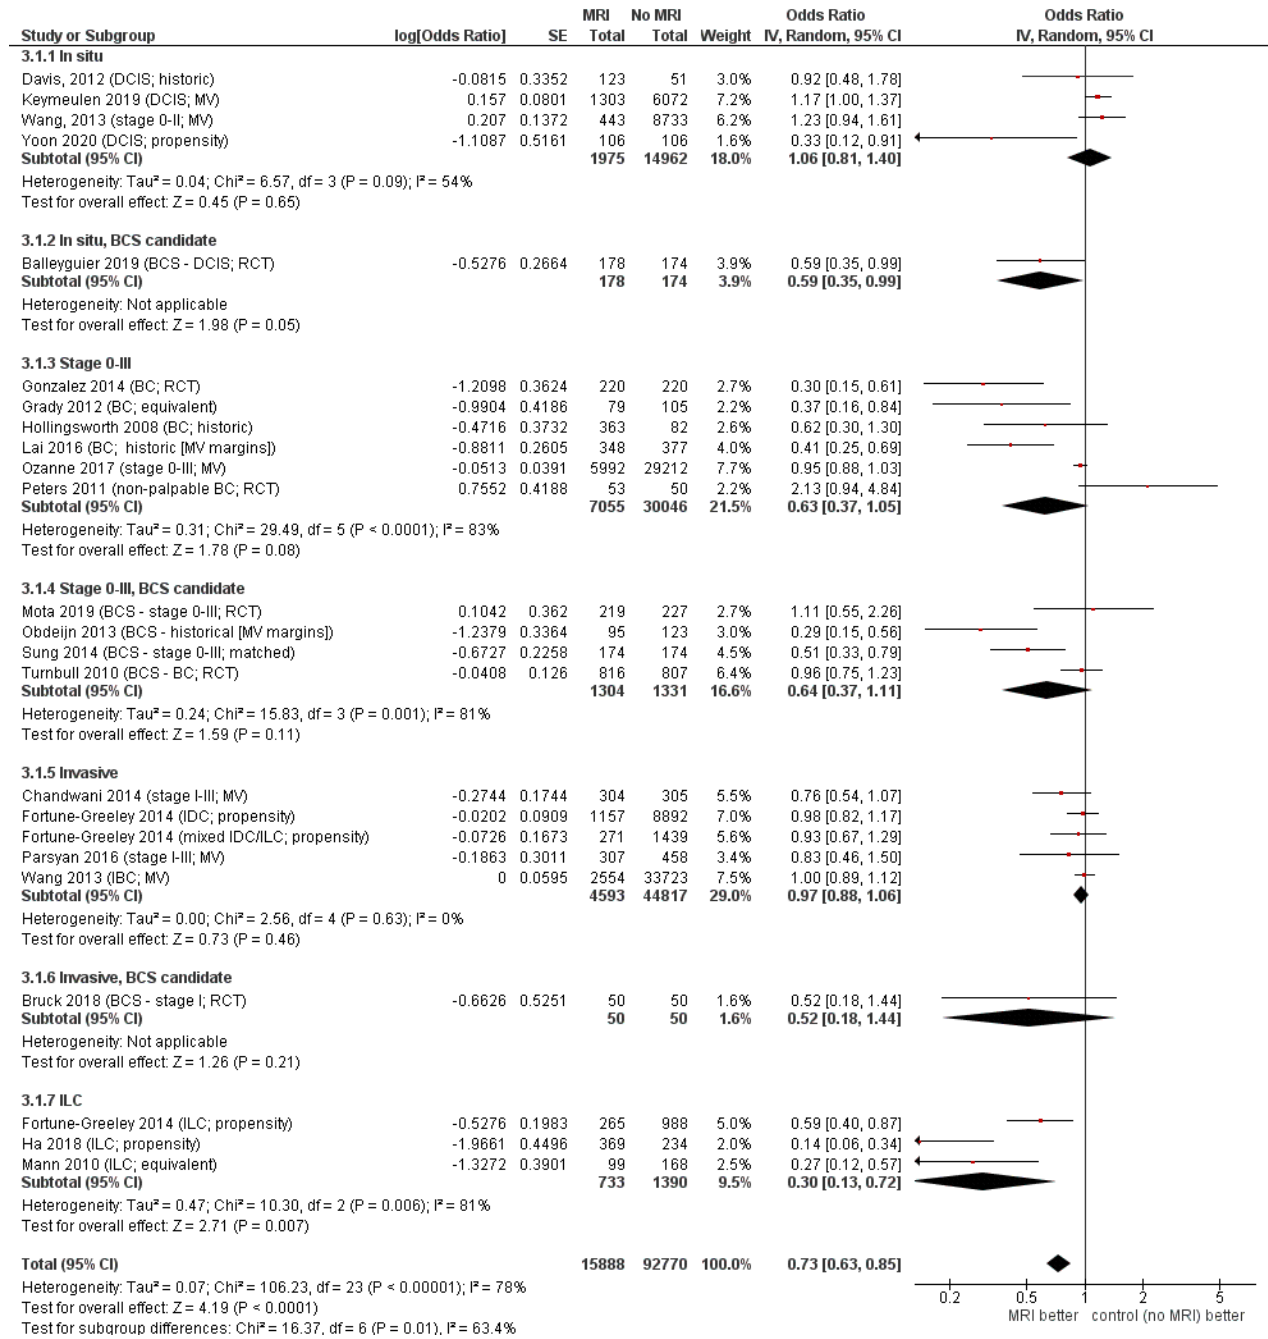 MRI No MRI Odds Ratio Odds Ratio
Study or Subgroup log[Odds Ratio] SE Total Total Weight IV, Random, 95% CI IV, Random, 95% CI
3.1.1 In situ
Davis, 2012 (DCIS; historic) -0.0815 0.3352 123 51 3.0% 0.92 [0.48, 1.78]
Keymeulen 2019 (DCIS; MV) 0.157 0.0801 1303 6072 7.2% 1.17 [1.00, 1.37]
Wang, 2013 (stage 0-II; MV) 0.207 0.1372 443 8733 6.2% 1.23 [0.94, 1.61]
Yoon 2020 (DCIS; propensity) -1.1087 0.5161 106 106 1.6% 0.33 [0.12, 0.91]
Subtotal (95% CI) 1975 14962 18.0% 1.06 [0.81, 1.40]
Heterogeneity: Tau² = 0.04; Chi² = 6.57, df = 3 (P = 0.09); I² = 54%
Test for overall effect: Z = 0.45 (P = 0.65)
3.1.2 In situ, BCS candidate
Balleyguier 2019 (BCS - DCIS; RCT) -0.5276 0.2664 178 174 3.9% 0.59 [0.35, 0.99]
Subtotal (95% CI) 178 174 3.9% 0.59 [0.35, 0.99]
Heterogeneity: Not applicable
Test for overall effect: Z = 1.98 (P = 0.05)
3.1.3 Stage 0-III
Gonzalez 2014 (BC; RCT) -1.2098 0.3624 220 220 2.7% 0.30 [0.15, 0.61]
Grady 2012 (BC; equivalent) -0.9904 0.4186 79 105 2.2% 0.37 [0.16, 0.84]
Hollingsworth 2008 (BC; historic) -0.4716 0.3732 363 82 2.6% 0.62 [0.30, 1.30]
Lai 2016 (BC; historic [MV margins]) -0.8811 0.2605 348 377 4.0% 0.41 [0.25, 0.69]
Ozanne 2017 (stage 0-III; MV) -0.0513 0.0391 5992 29212 7.7% 0.95 [0.88, 1.03]
Peters 2011 (non-palpable BC; RCT) 0.7552 0.4188 53 50 2.2% 2.13 [0.94, 4.84]
Subtotal (95% CI) 7055 30046 21.5% 0.63 [0.37, 1.05]
Heterogeneity: Tau² = 0.31; Chi² = 29.49, df = 5 (P < 0.0001); I² = 83%
Test for overall effect: Z = 1.78 (P = 0.08)
3.1.4 Stage 0-III, BCS candidate
Mota 2019 (BCS - stage 0-III; RCT) 0.1042 0.362 219 227 2.7% 1.11 [0.55, 2.26]
Obdeijn 2013 (BCS - historical [MV margins]) -1.2379 0.3364 95 123 3.0% 0.29 [0.15, 0.56]
Sung 2014 (BCS - stage 0-III; matched) -0.6727 0.2258 174 174 4.5% 0.51 [0.33, 0.79]
Turnbull 2010 (BCS - BC; RCT) -0.0408 0.126 816 807 6.4% 0.96 [0.75, 1.23]
Subtotal (95% CI) 1304 1331 16.6% 0.64 [0.37, 1.11]
Heterogeneity: Tau² = 0.24; Chi² = 15.83, df = 3 (P = 0.001); I² = 81%
Test for overall effect: Z = 1.59 (P = 0.11)
3.1.5 Invasive
Chandwani 2014 (stage I-III; MV) -0.2744 0.1744 304 305 5.5% 0.76 [0.54, 1.07]
Fortune-Greeley 2014 (IDC; propensity) -0.0202 0.0909 1157 8892 7.0% 0.98 [0.82, 1.17]
Fortune-Greeley 2014 (mixed IDC/ILC; propensity) -0.0726 0.1673 271 1439 5.6% 0.93 [0.67, 1.29]
Parsyan 2016 (stage I-III; MV) -0.1863 0.3011 307 458 3.4% 0.83 [0.46, 1.50]
Wang 2013 (IBC; MV) 0 0.0595 2554 33723 7.5% 1.00 [0.89, 1.12]
Subtotal (95% CI) 4593 44817 29.0% 0.97 [0.88, 1.06]
Heterogeneity: Tau² = 0.00; Chi² = 2.56, df = 4 (P = 0.63); I² = 0%
Test for overall effect: Z = 0.73 (P = 0.46)
3.1.6 Invasive, BCS candidate
Bruck 2018 (BCS - stage I; RCT) -0.6626 0.5251 50 50 1.6% 0.52 [0.18, 1.44]
Subtotal (95% CI) 50 50 1.6% 0.52 [0.18, 1.44]
Heterogeneity: Not applicable
Test for overall effect: Z = 1.26 (P = 0.21)
3.1.7 ILC
Fortune-Greeley 2014 (ILC; propensity) -0.5276 0.1983 265 988 5.0% 0.59 [0.40, 0.87]
Ha 2018 (ILC; propensity) -1.9661 0.4496 369 234 2.0% 0.14 [0.06, 0.34]
Mann 2010 (ILC; equivalent) -1.3272 0.3901 99 168 2.5% 0.27 [0.12, 0.57]
Subtotal (95% CI) 733 1390 9.5% 0.30 [0.13, 0.72]
Heterogeneity: Tau² = 0.47; Chi² = 10.30, df = 2 (P = 0.006); I² = 81%
Test for overall effect: Z = 2.71 (P = 0.007)
Total (95% CI) 15888 92770 100.0% 0.73 [0.63, 0.85]
Heterogeneity: Tau² = 0.07; Chi² = 106.23, df = 23 (P < 0.00001); I² = 78%
Test for overall effect: Z = 4.19 (P < 0.0001)
Test for subgroup differences: Chi² = 16.37, df = 6 (P = 0.01), I² = 63.4%
0.2 0.5 1 2 5
MRI better control (no MRI) better